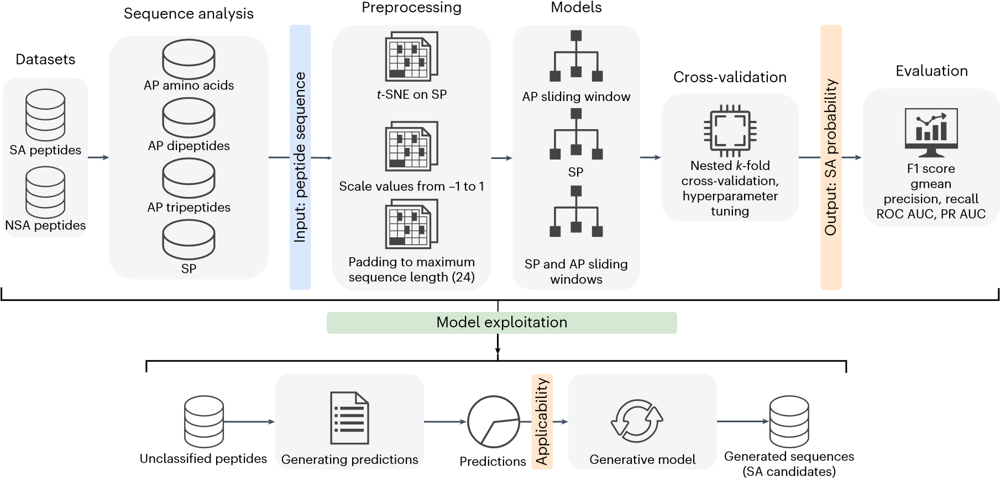 Datasets
SA peptides
NSA peptides
Sequence analysis
AP amino acids
AP dipeptides
AP tripeptides
SP
Input: peptide sequence
Preprocessing
t-SNE on SP
Scale values from –1 to 1
Padding to maximum
sequence length (24)
Models
AP sliding window
SP
SP and AP sliding
windows
Cross-validation
Nested k-fold
cross-validation,
hyperparameter
tuning
Output: SA probability
Evaluation
F1 score
gmean
precision, recall
ROC AUC, PR AUC
Model exploitation
Unclassified peptides
Generating predictions
Predictions
Applicability
Generative model
Generated sequences
(SA candidates)